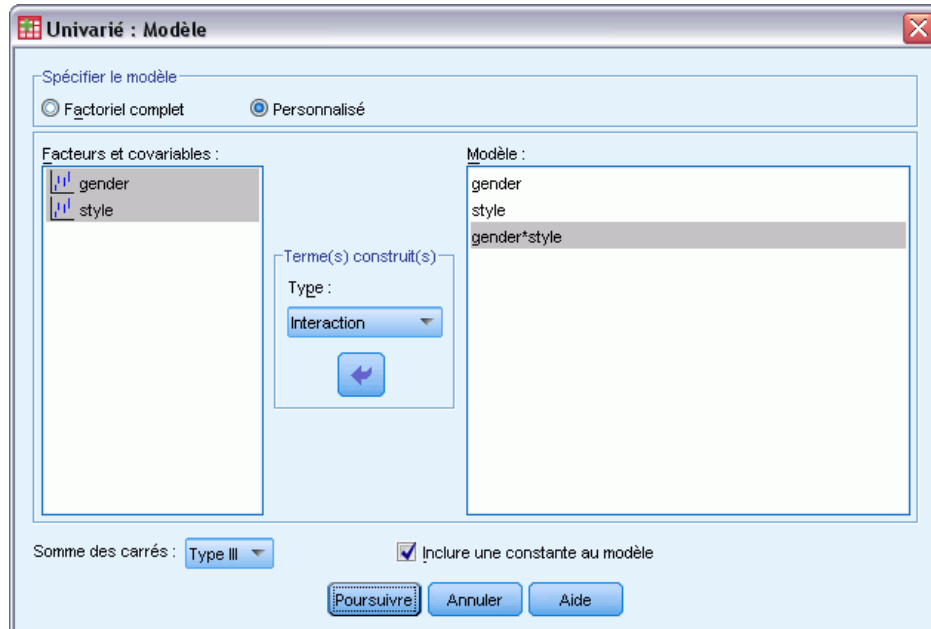 Univarié : Modèle
Spécifier le modèle
Factoriel complet
Personnalisé
Facteurs et covariables :
gender
style
Terme(s) construit(s)
Type :
Interaction
Modèle :
gender
style
gender*style
Somme des carrés :
Type III
Inclure une constante au modèle
Poursuivre
Annuler
Aide